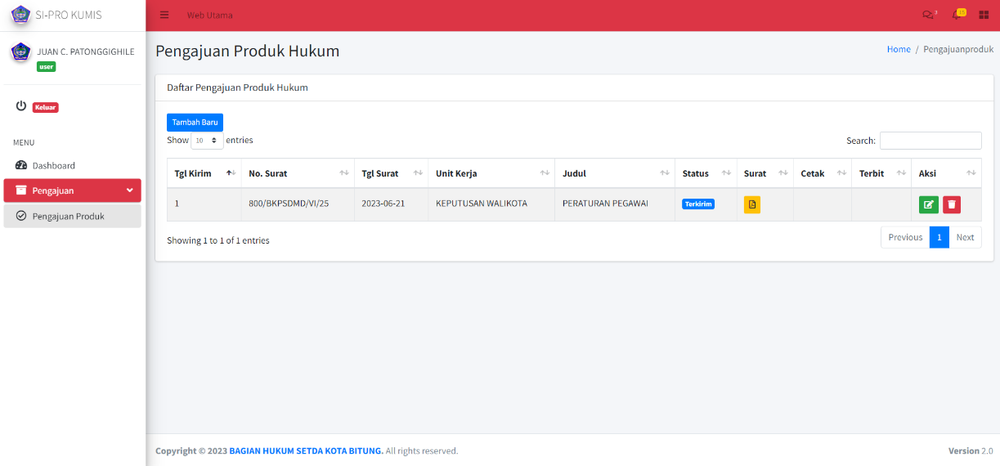 SI-PRO KUMIS
Web Utama
3
15
JUAN C. PATONGGIGHILE
user
Keluar
MENU
Dashboard
Pengajuan
Pengajuan Produk
Pengajuan Produk Hukum
Home / Pengajuanproduk
Daftar Pengajuan Produk Hukum
Tambah Baru
Show 10 entries
Search:
Tgl Kirim No. Surat Tgl Surat Unit Kerja Judul Status Surat Cetak Terbit Aksi
1 800/BKPSDMD/VI/25 2023-06-21 KEPUTUSAN WALIKOTA PERATURAN PEGAWAI Terkirim
Showing 1 to 1 of 1 entries
Previous 1 Next
Copyright © 2023 BAGIAN HUKUM SETDA KOTA BITUNG. All rights reserved.
Version 2.0